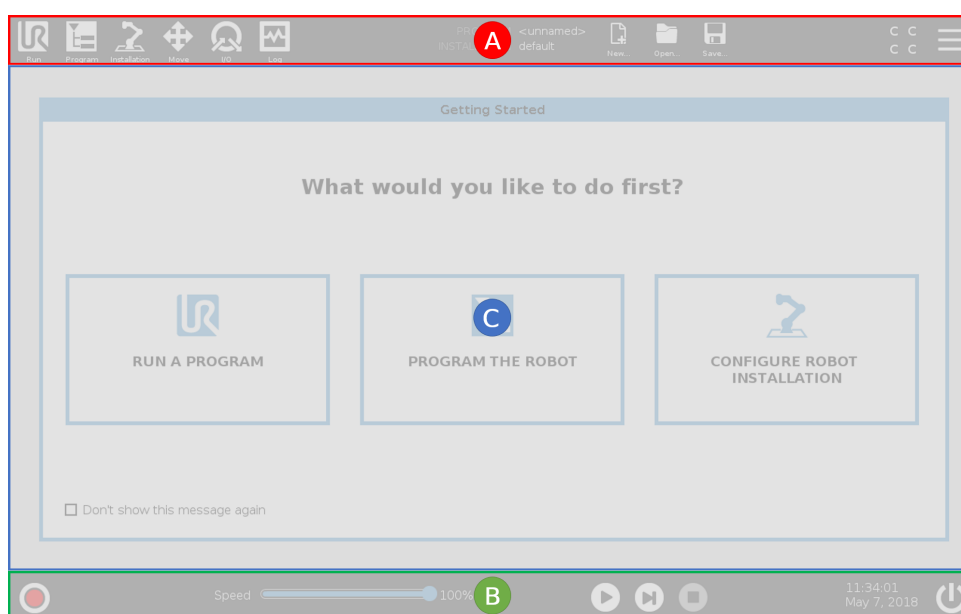 PRO <unnamed>
INSTAL default
A
Run Program Installation Move I/O Log New... Open... Save...
C C
C C
Getting Started
What would you like to do first?
C
RUN A PROGRAM
PROGRAM THE ROBOT
CONFIGURE ROBOT
INSTALLATION
Don't show this message again
Speed 100% B
11:34:01
May 7, 2018